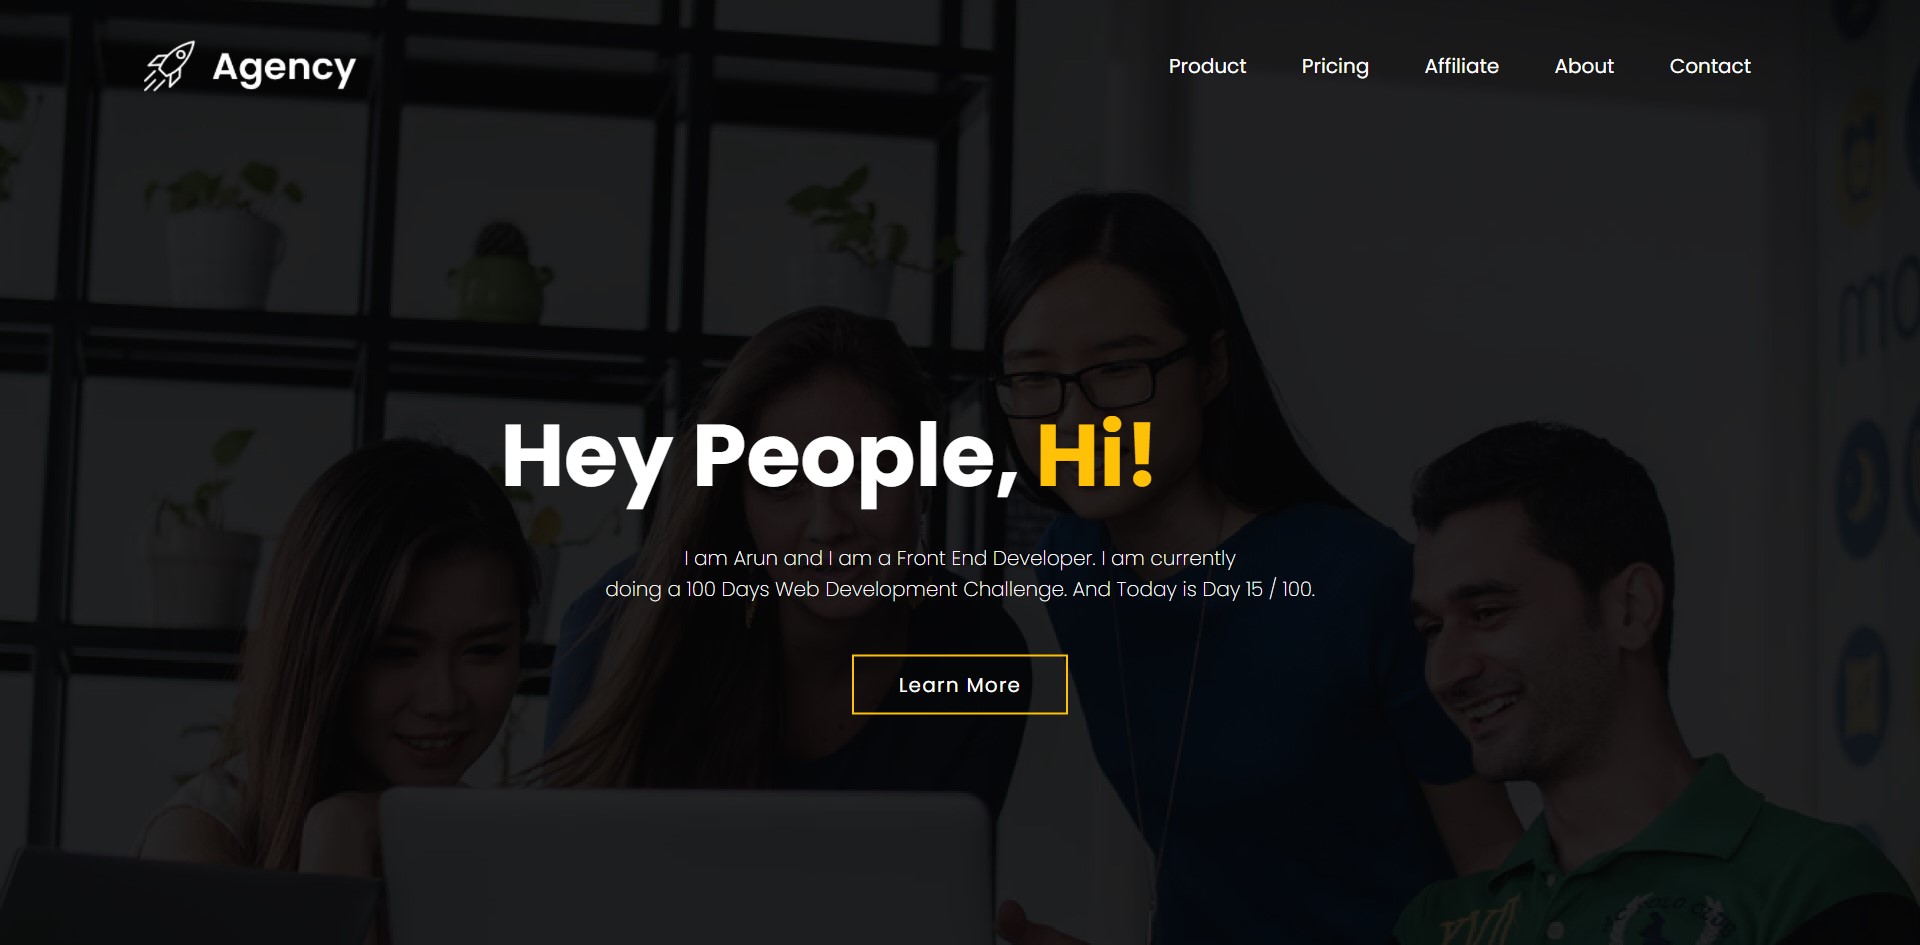 Agency
Product Pricing Affiliate About Contact
Hey People, Hi!
I am Arun and I am a Front End Developer. I am currently
doing a 100 Days Web Development Challenge. And Today is Day 15 / 100.
Learn More